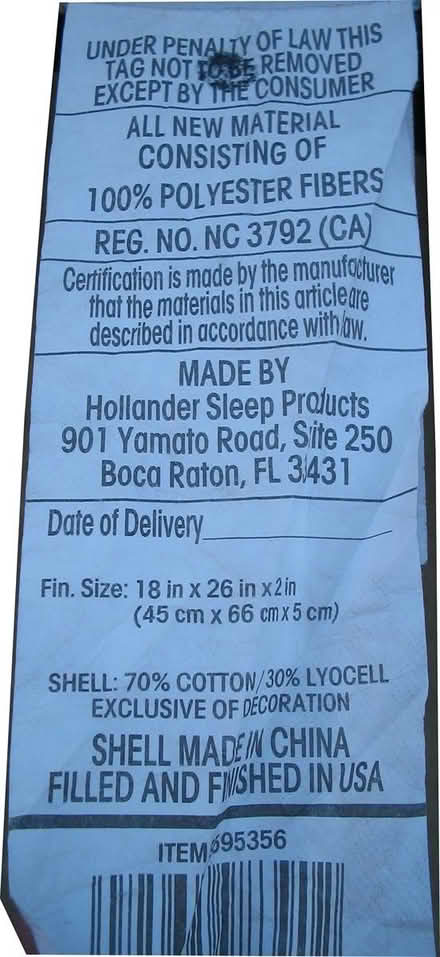 UNDER PENALTY OF LAW THIS
TAG NOT TO BE REMOVED
EXCEPT BY THE CONSUMER
ALL NEW MATERIAL
CONSISTING OF
100% POLYESTER FIBERS
REG. NO. NC 3792 (CA)
Certification is made by the manufacturer
that the materials in this article are
described in accordance with law.
MADE BY
Hollander Sleep Products
901 Yamato Road, Suite 250
Boca Raton, FL 33431
Date of Delivery
Fin. Size: 18 in x 26 in x 2 in
(45 cm x 66 cm x 5 cm)
SHELL: 70% COTTON/30% LYOCELL
EXCLUSIVE OF DECORATION
SHELL MADE IN CHINA
FILLED AND FINISHED IN USA
ITEM